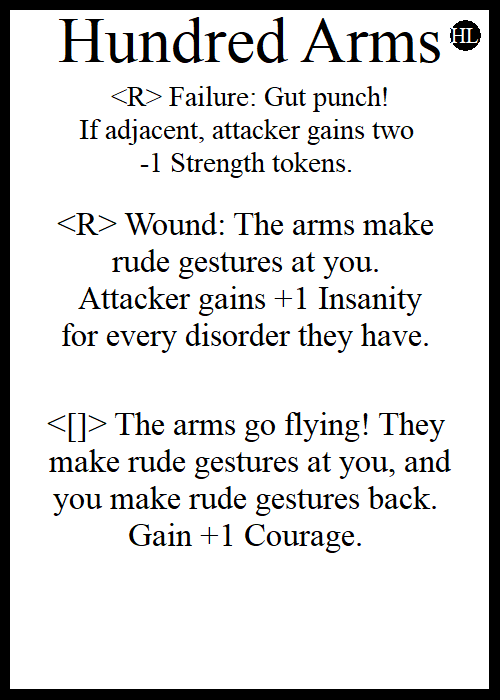 Hundred Arms
HL
<R> Failure: Gut punch!
If adjacent, attacker gains two
-1 Strength tokens.
<R> Wound: The arms make
rude gestures at you.
Attacker gains +1 Insanity
for every disorder they have.
<[]> The arms go flying! They
make rude gestures at you, and
you make rude gestures back.
Gain +1 Courage.